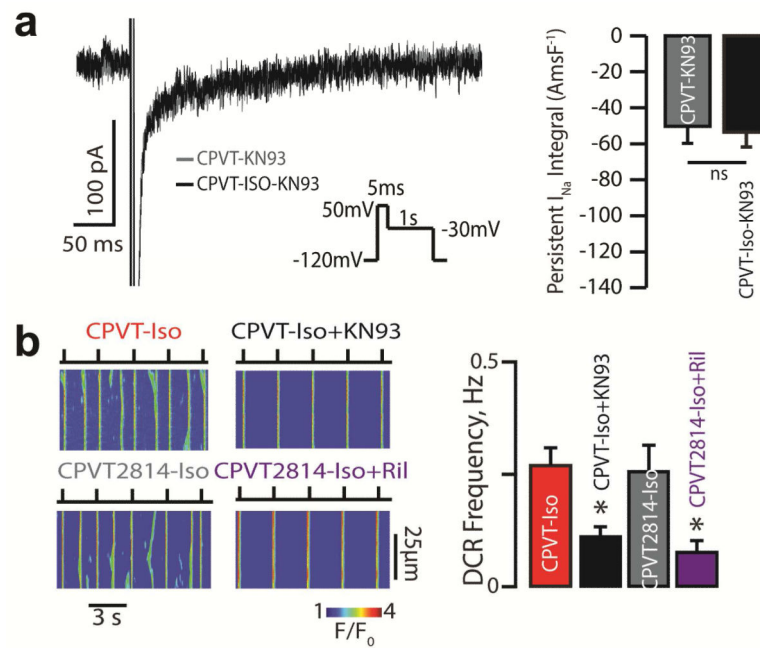 a
100 pA
50 ms
CPVT-KN93
CPVT-ISO-KN93
5ms
50mV
1s
-30mV
-120mV
Persistent I_Na Integral (AmsF⁻¹)
0
-20
-40
-60
-80
-100
-120
-140
CPVT-KN93
ns
CPVT-Iso-KN93
b
CPVT-Iso
CPVT-Iso+KN93
CPVT2814-Iso
CPVT2814-Iso+Ril
25µm
3 s
1
4
F/F₀
DCR Frequency, Hz
0.5
0
CPVT-Iso
* CPVT-Iso+KN93
CPVT2814-Iso
* CPVT2814-Iso+Ril